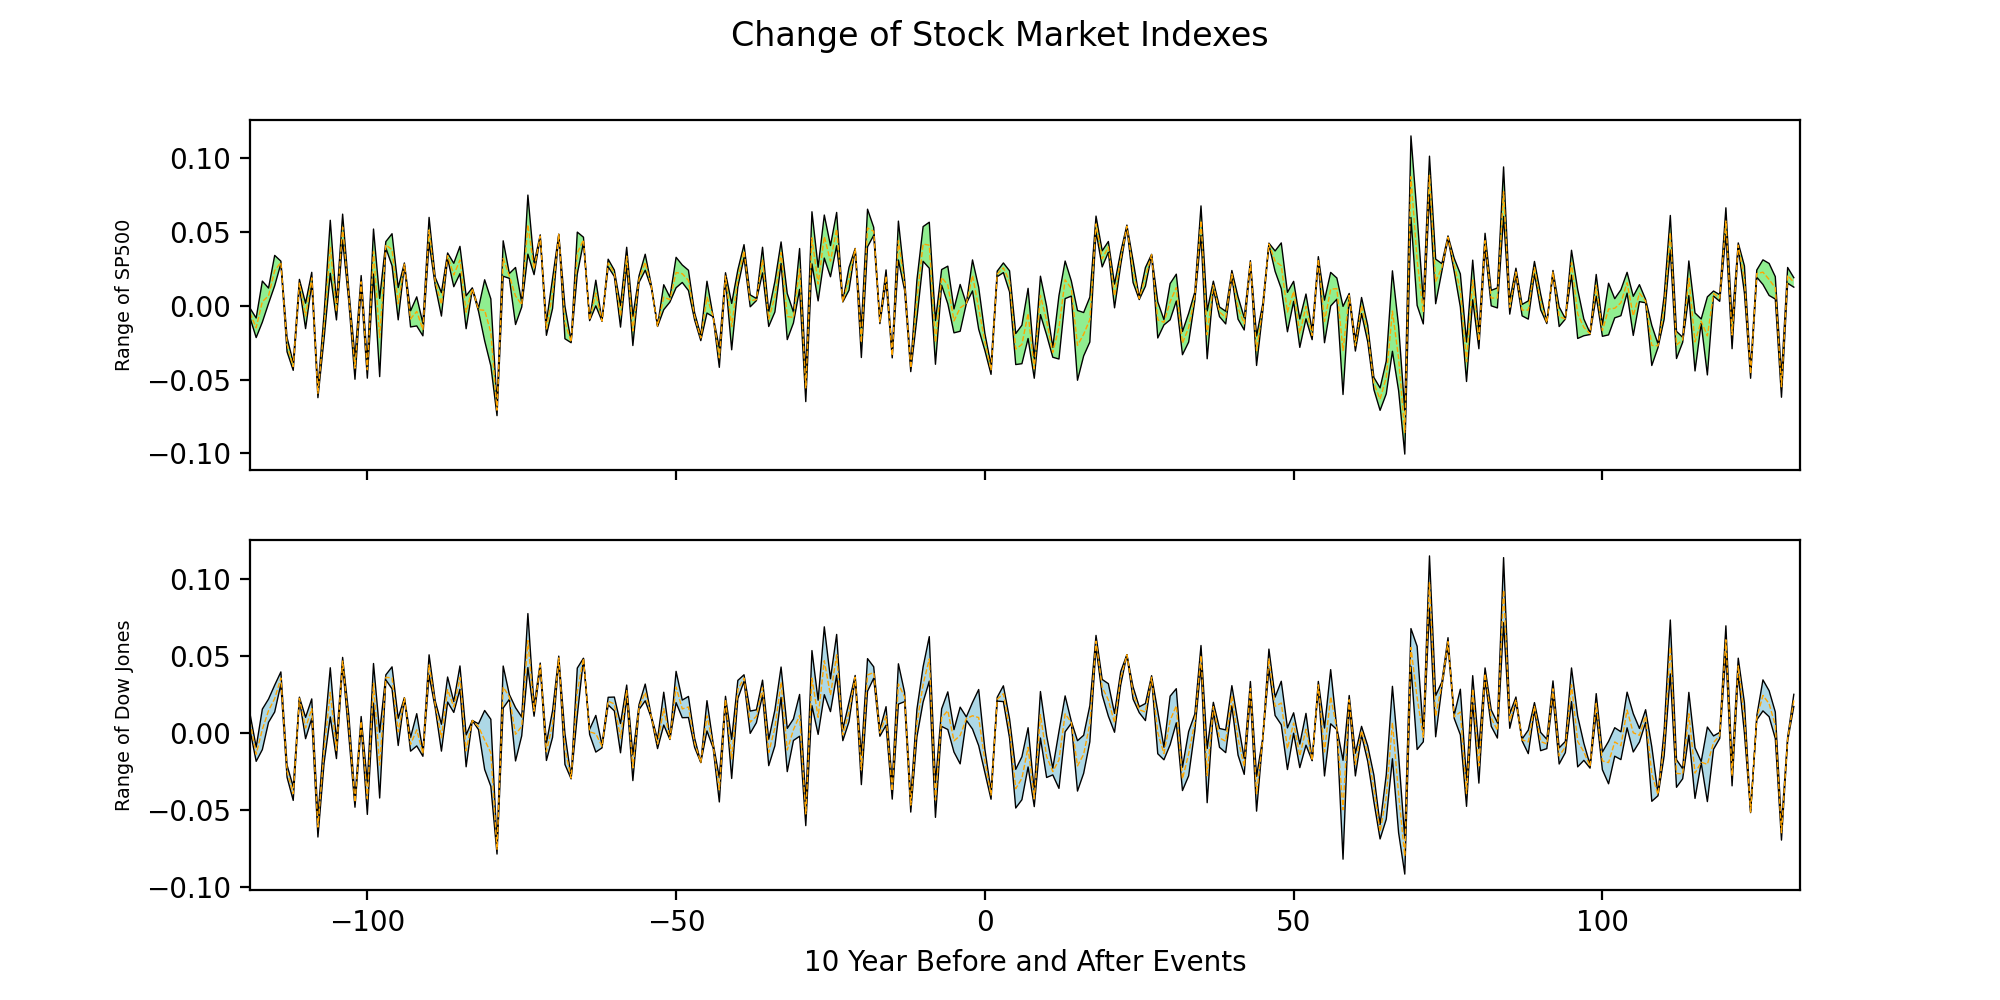 Change of Stock Market Indexes
0.10
0.05
0.00
−0.05
−0.10
Range of SP500
0.10
0.05
0.00
−0.05
−0.10
Range of Dow Jones
−100 −50 0 50 100
10 Year Before and After Events